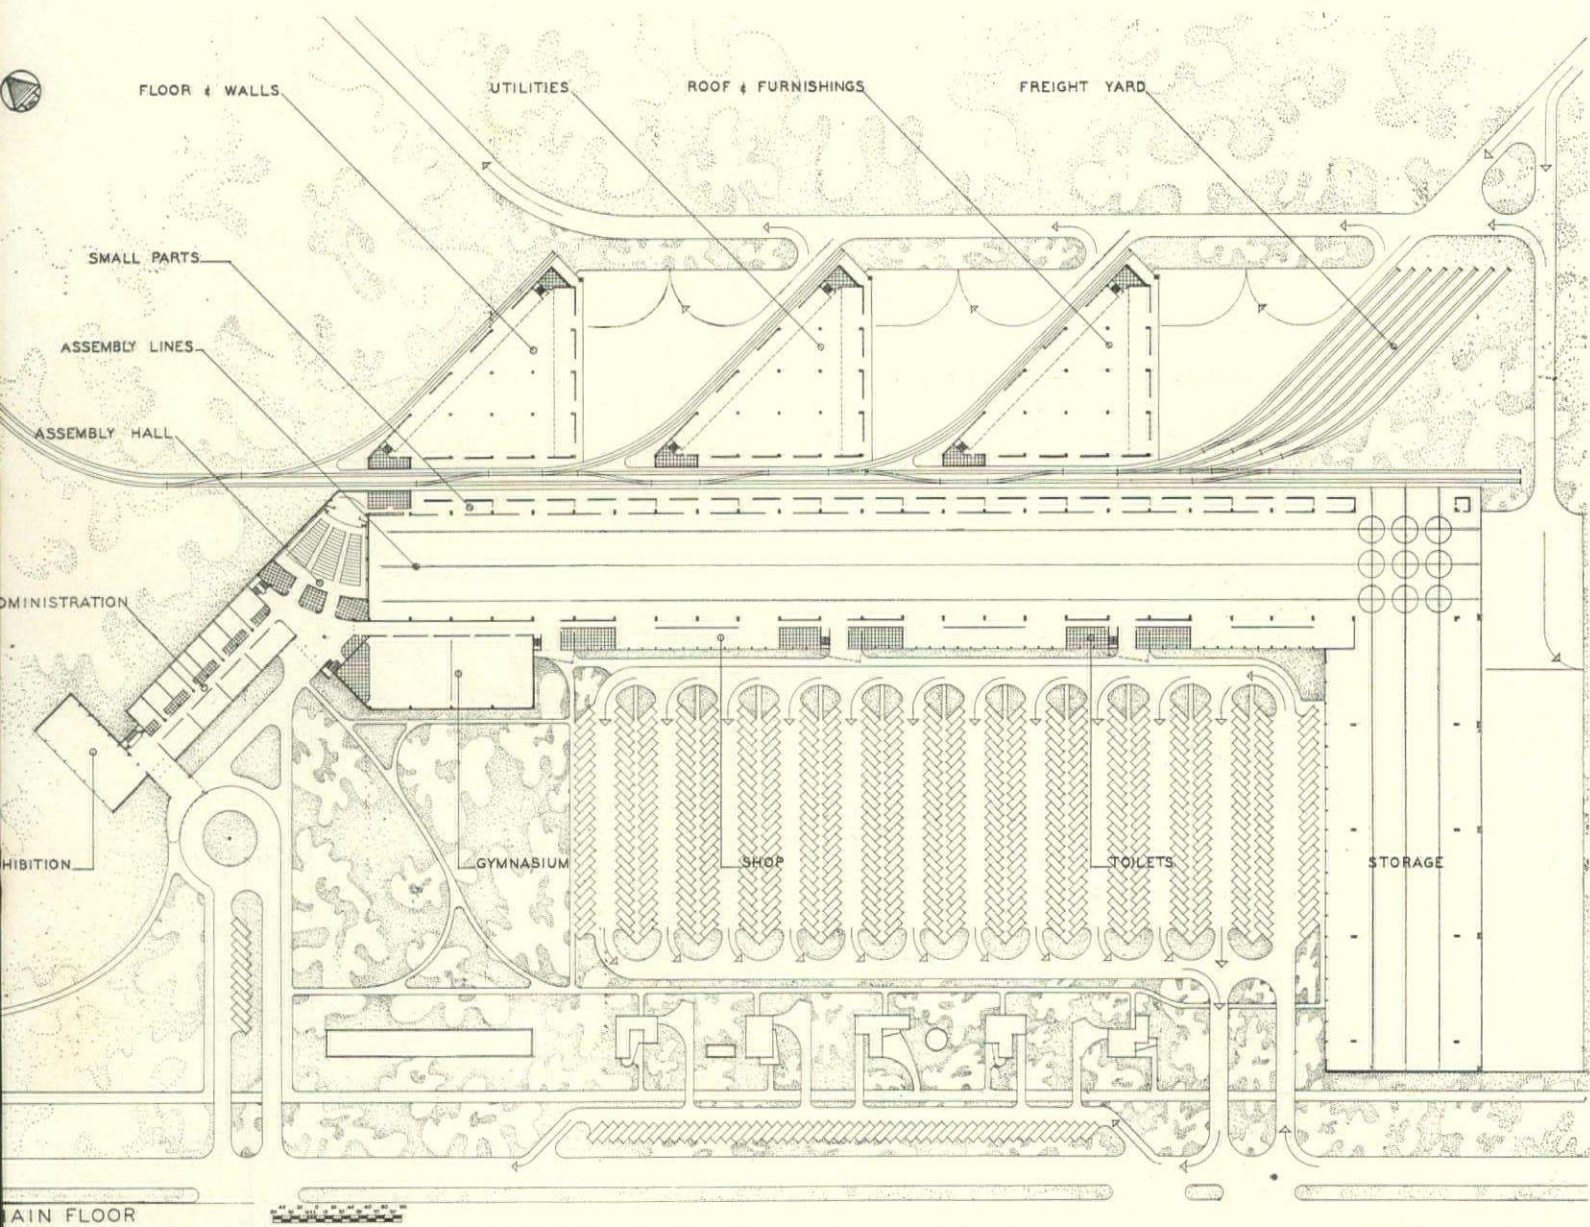 FLOOR & WALLS
UTILITIES
ROOF & FURNISHINGS
FREIGHT YARD
SMALL PARTS
ASSEMBLY LINES
ASSEMBLY HALL
DMINISTRATION
HIBITION
GYMNASIUM
SHOP
TOILETS
STORAGE
AIN FLOOR